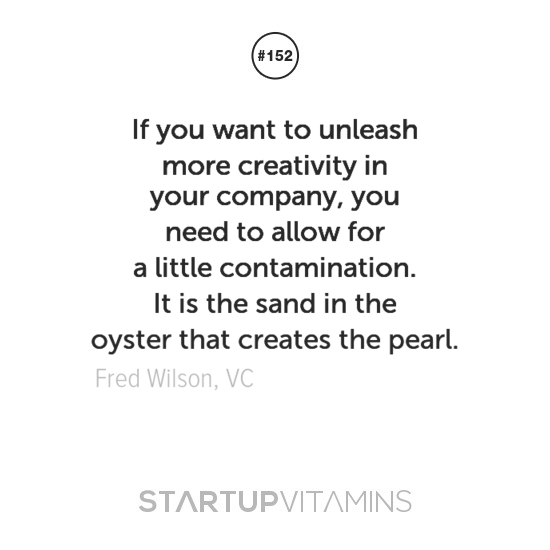 #152
If you want to unleash
more creativity in
your company, you
need to allow for
a little contamination.
It is the sand in the
oyster that creates the pearl.
Fred Wilson, VC
STARTUPVITAMINS